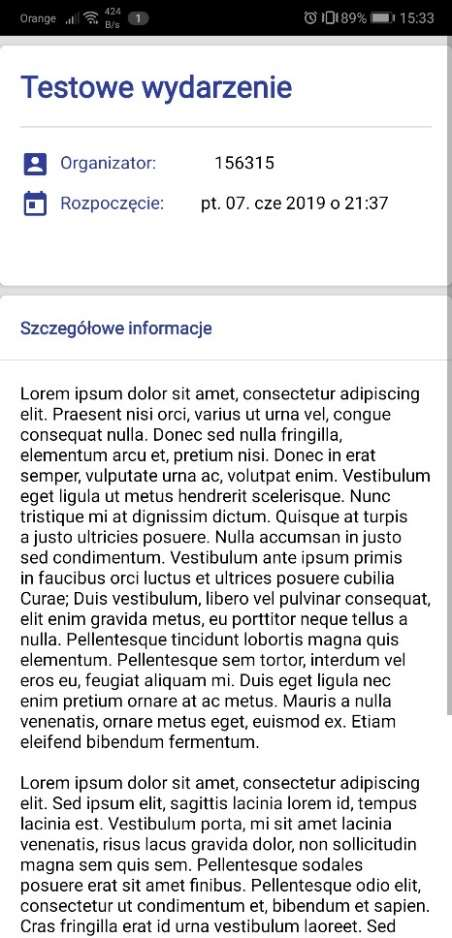 Orange 424 B/s 1 89% 15:33
Testowe wydarzenie
Organizator: 156315
Rozpoczęcie: pt. 07. cze 2019 o 21:37
Szczegółowe informacje
Lorem ipsum dolor sit amet, consectetur adipiscing
elit. Praesent nisi orci, varius ut urna vel, congue
consequat nulla. Donec sed nulla fringilla,
elementum arcu et, pretium nisi. Donec in erat
semper, vulputate urna ac, volutpat enim. Vestibulum
eget ligula ut metus hendrerit scelerisque. Nunc
tristique mi at dignissim dictum. Quisque at turpis
a justo ultricies posuere. Nulla accumsan in justo
sed condimentum. Vestibulum ante ipsum primis
in faucibus orci luctus et ultrices posuere cubilia
Curae; Duis vestibulum, libero vel pulvinar consequat,
elit enim gravida metus, eu porttitor neque tellus a
nulla. Pellentesque tincidunt lobortis magna quis
elementum. Pellentesque sem tortor, interdum vel
eros eu, feugiat aliquam mi. Duis eget ligula nec
enim pretium ornare at ac metus. Mauris a nulla
venenatis, ornare metus eget, euismod ex. Etiam
eleifend bibendum fermentum.
Lorem ipsum dolor sit amet, consectetur adipiscing
elit. Sed ipsum elit, sagittis lacinia lorem id, tempus
lacinia est. Vestibulum porta, mi sit amet lacinia
venenatis, risus lacus gravida dolor, non sollicitudin
magna sem quis sem. Pellentesque sodales
posuere erat sit amet finibus. Pellentesque odio elit,
consectetur ut condimentum et, bibendum et sapien.
Cras fringilla erat id urna vestibulum laoreet. Sed